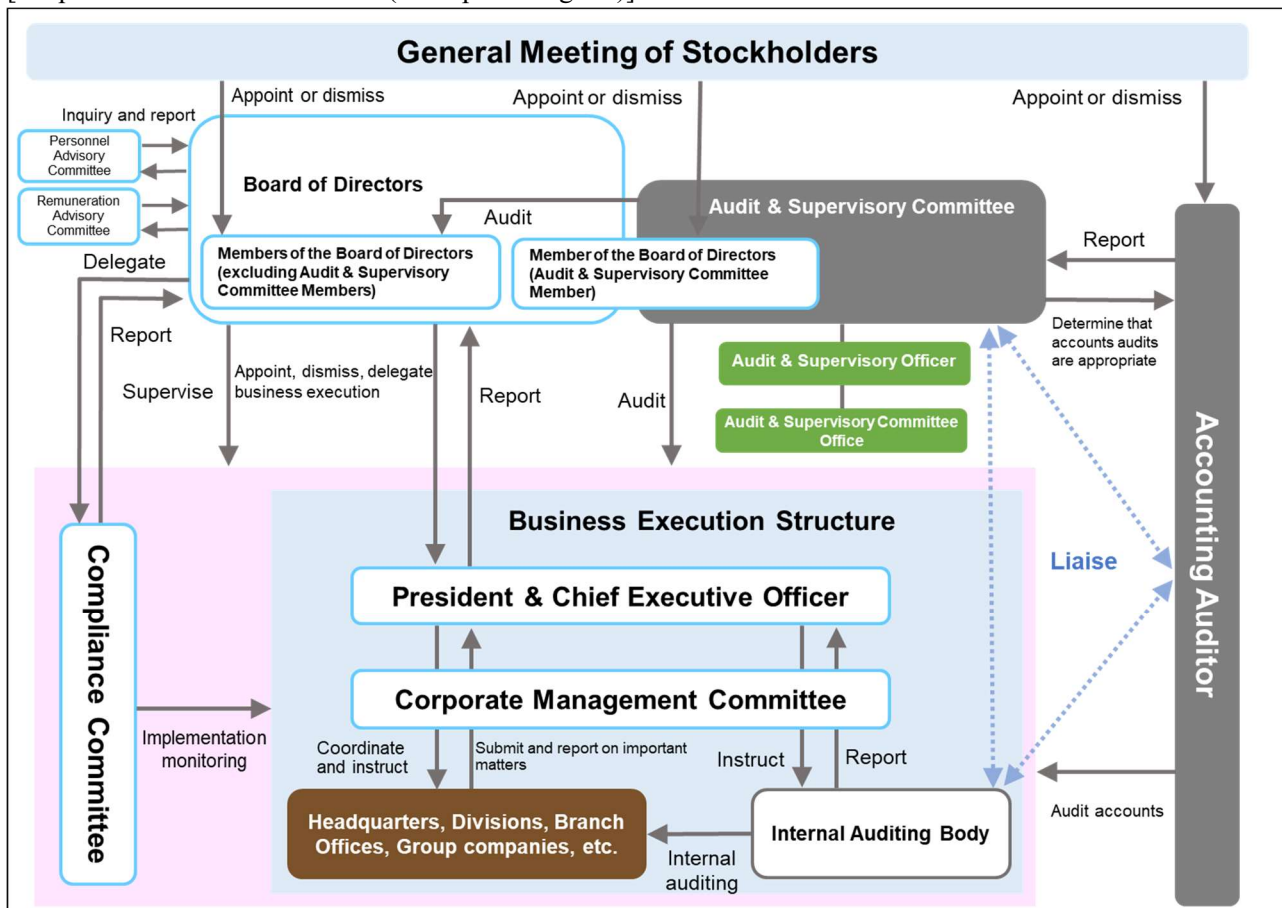 General Meeting of Stockholders
Appoint or dismiss
Appoint or dismiss
Appoint or dismiss
Inquiry and report
Personnel
Advisory
Committee
Remuneration
Advisory
Committee
Board of Directors
Audit & Supervisory Committee
Audit
Members of the Board of Directors
(excluding Audit & Supervisory
Committee Members)
Member of the Board of Directors
(Audit & Supervisory Committee
Member)
Report
Determine that
accounts audits
are appropriate
Delegate
Report
Supervise
Appoint, dismiss, delegate
business execution
Report
Audit
Audit & Supervisory Officer
Audit & Supervisory Committee
Office
Accounting Auditor
Business Execution Structure
Liaise
President & Chief Executive Officer
Compliance Committee
Corporate Management Committee
Implementation
monitoring
Coordinate
and instruct
Submit and report on important
matters
Instruct
Report
Audit accounts
Headquarters, Divisions, Branch
Offices, Group companies, etc.
Internal
auditing
Internal Auditing Body